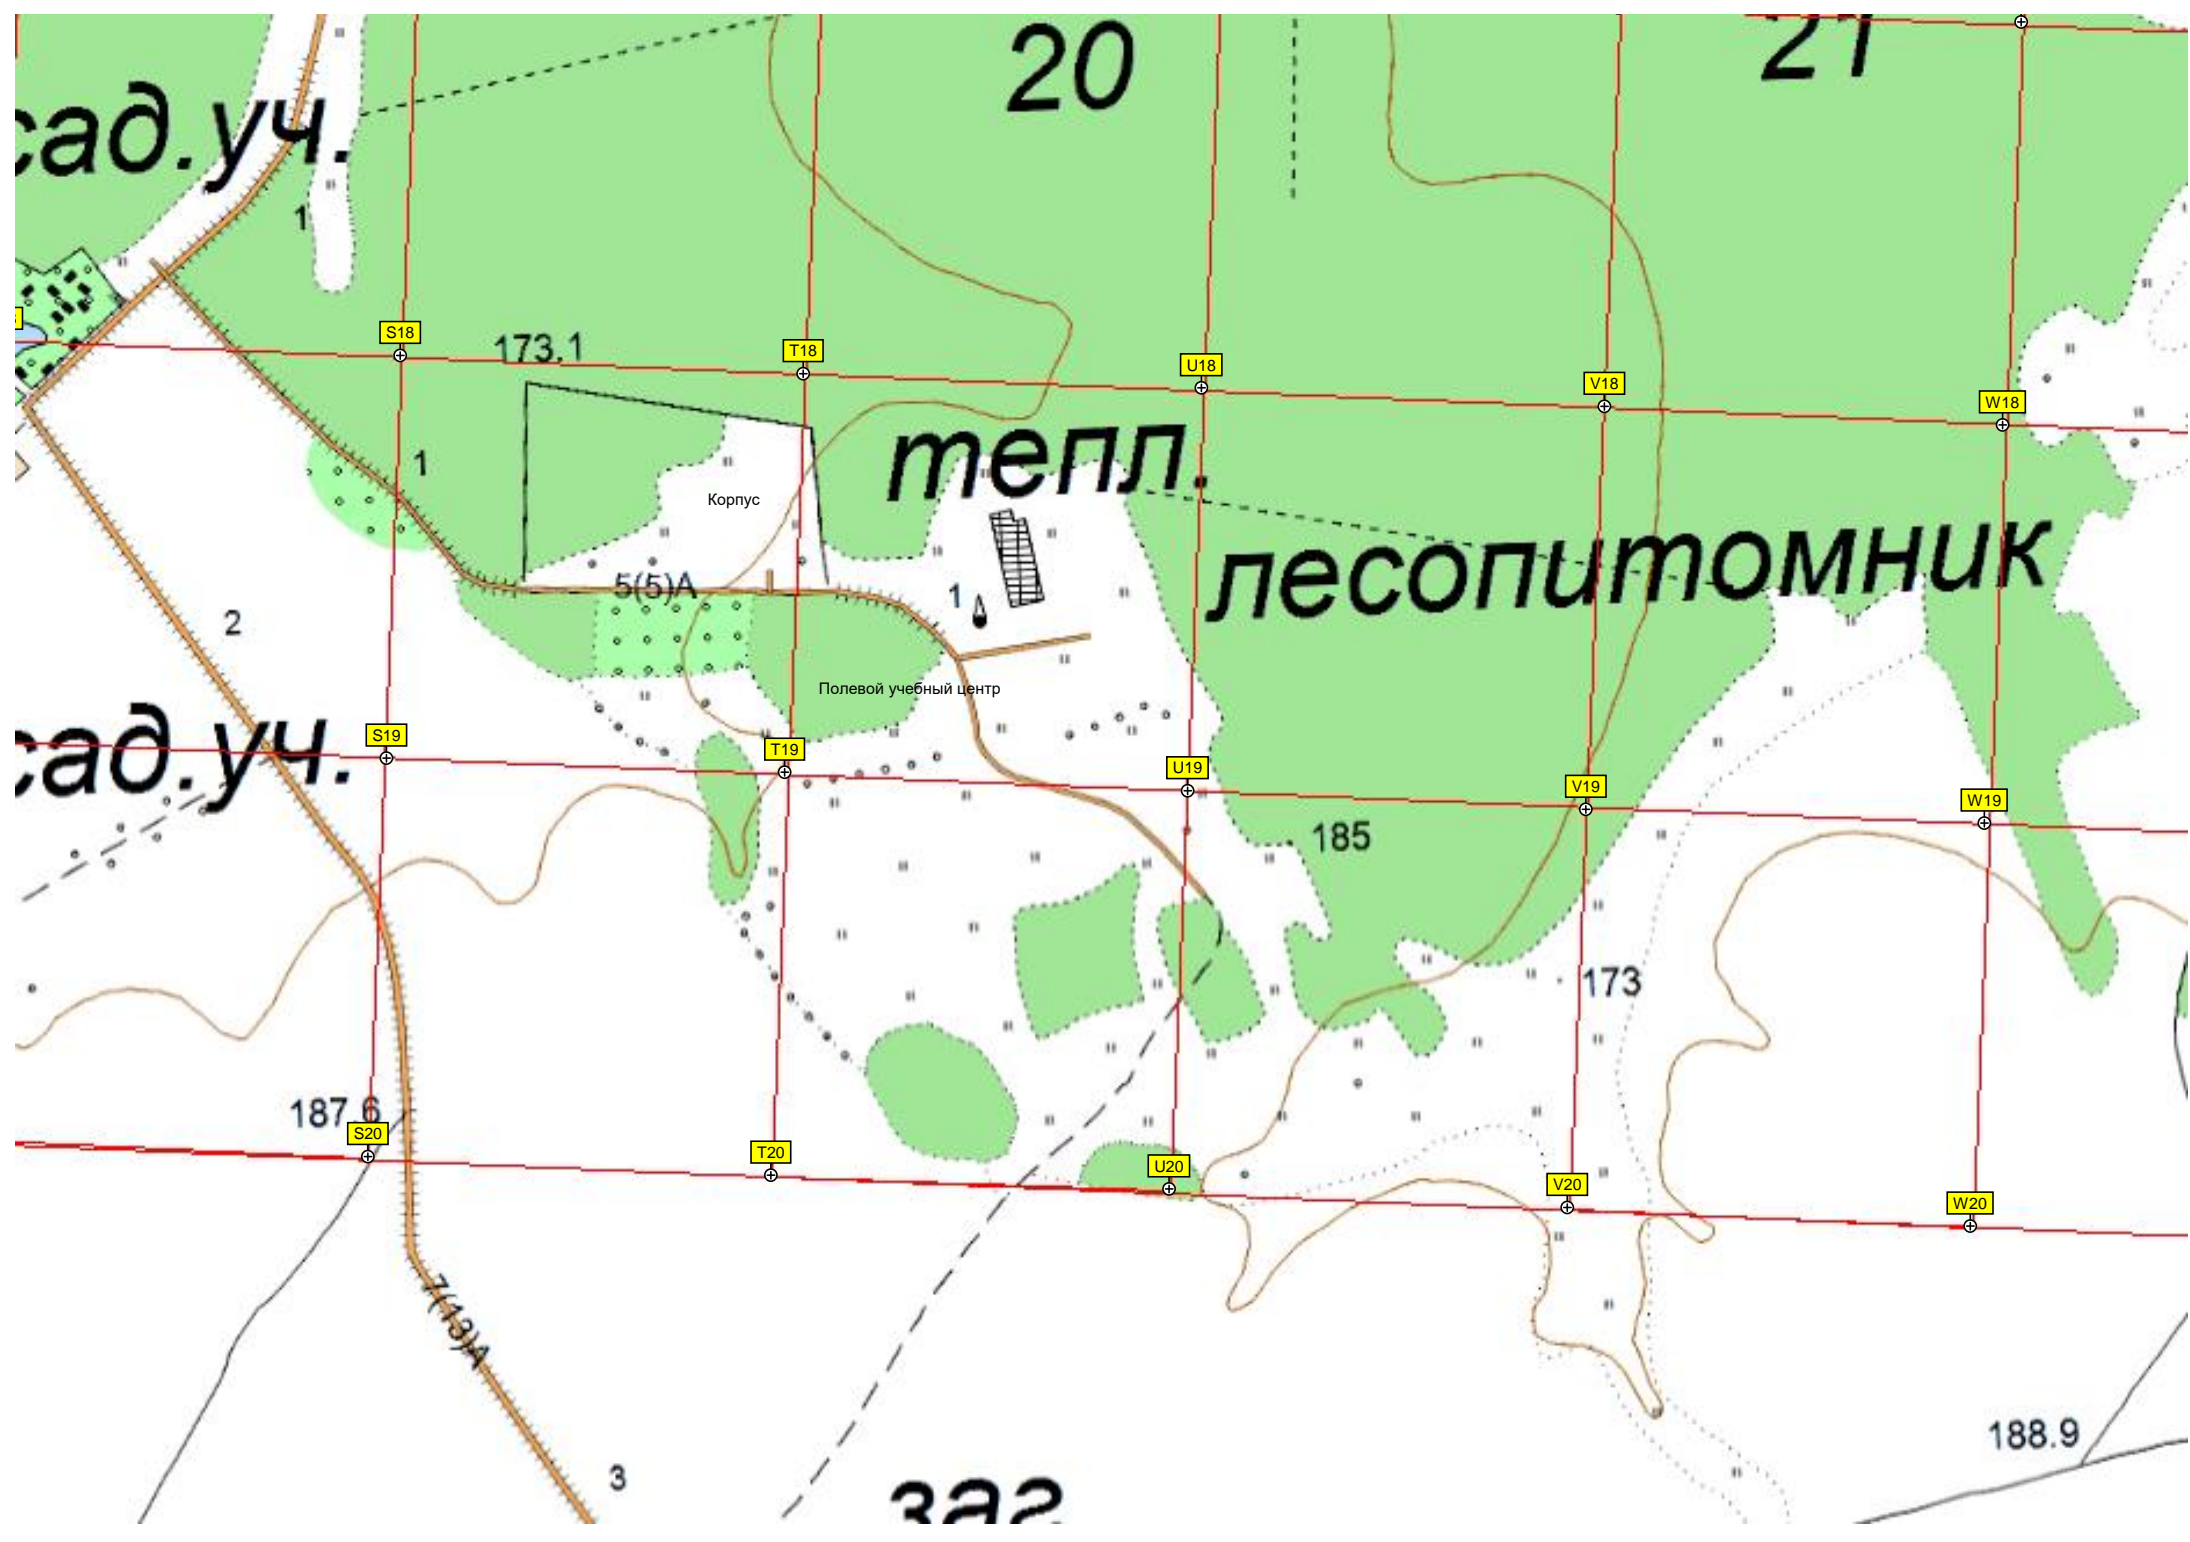 20
21
сад.уч.
1
S18
173.1
T18
U18
V18
W18
1
тепл.
Корпус
лесопитомник
5(5)А
1
2
Полевой учебный центр
сад.уч.
S19
T19
U19
V19
W19
185
173
187.6
S20
T20
U20
V20
W20
7(13)А
188.9
3
заг